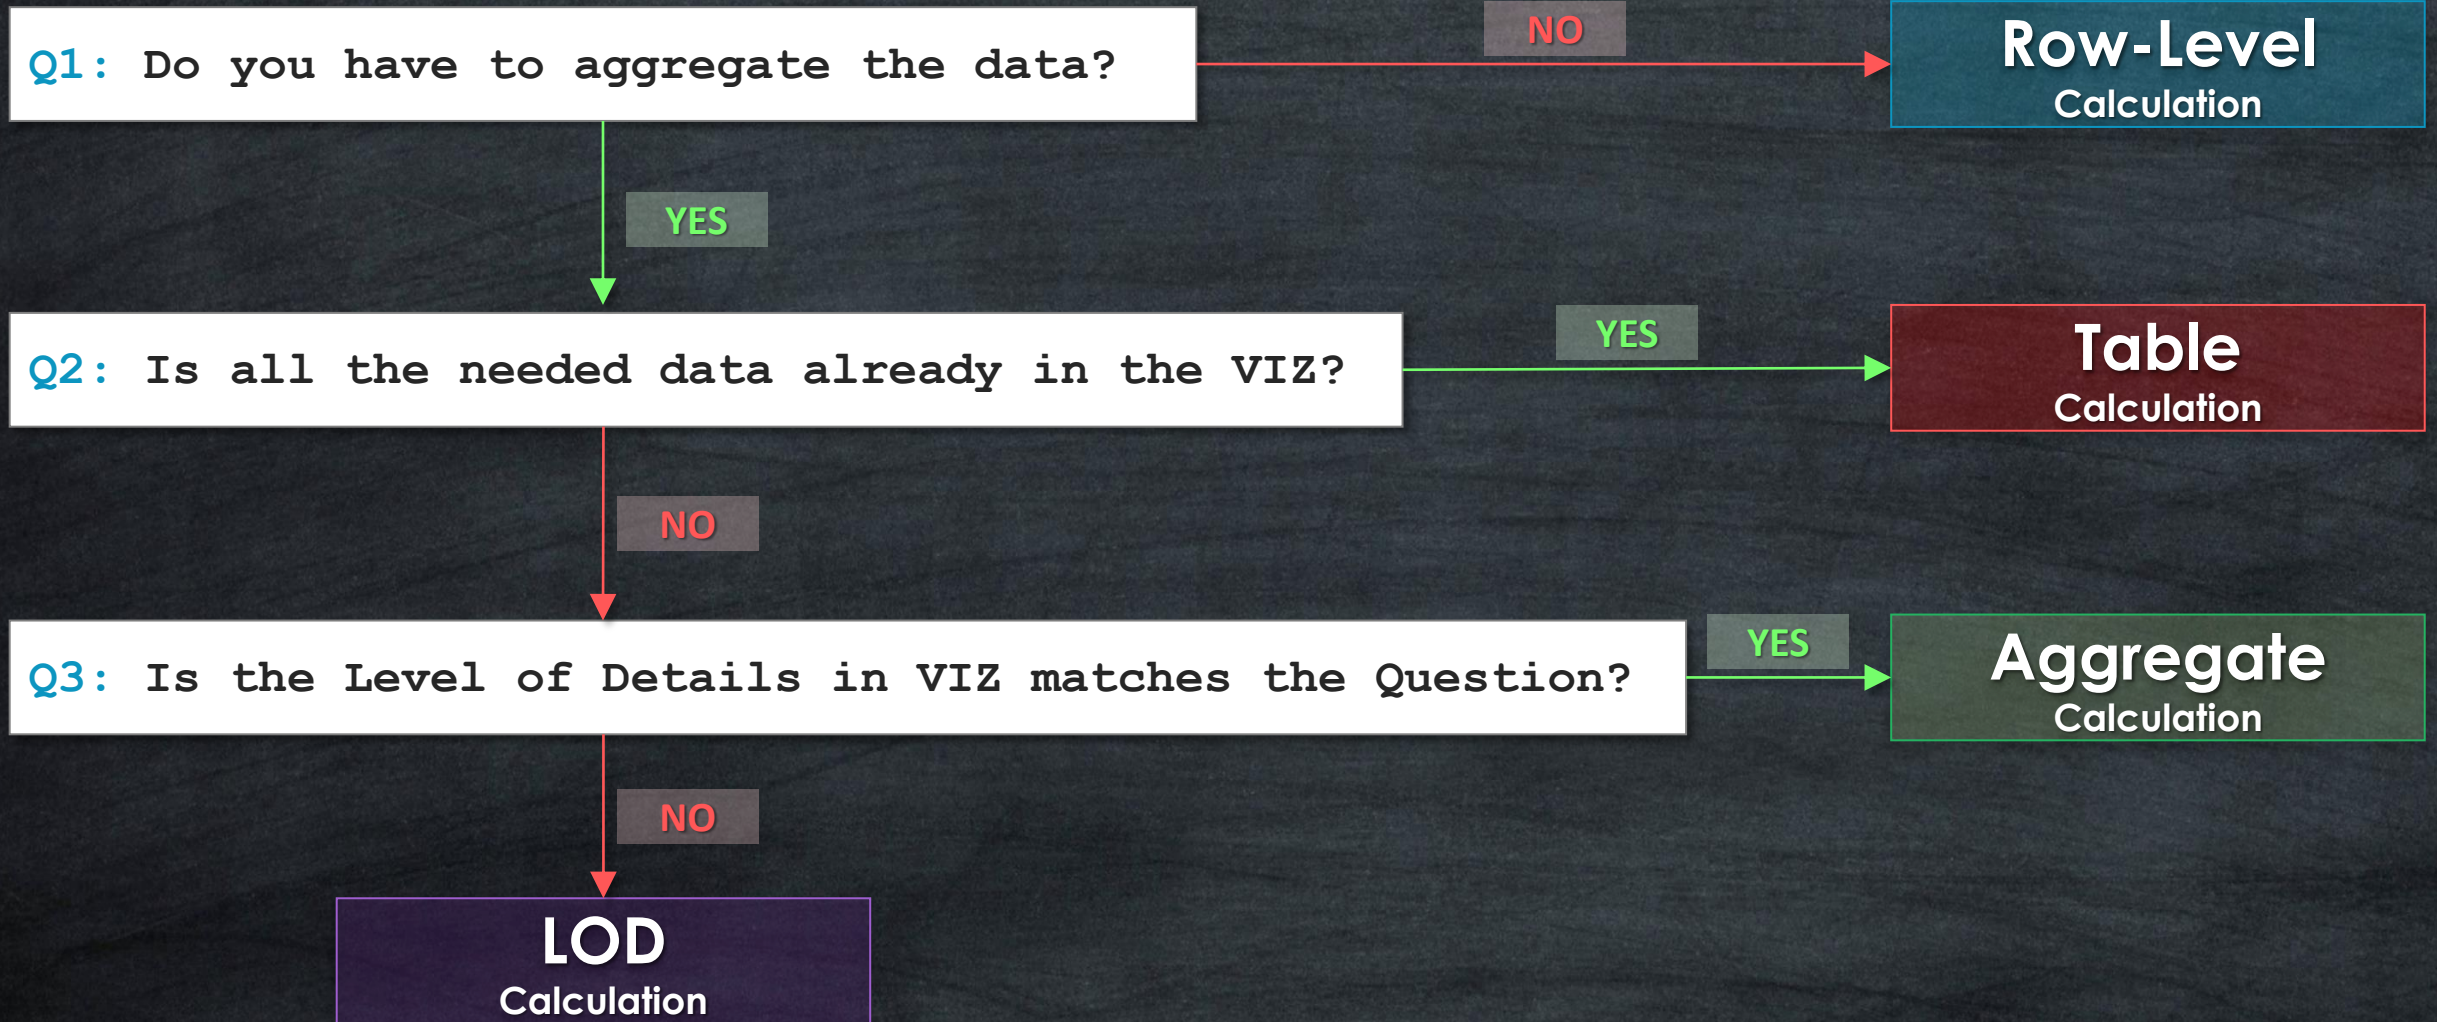 Q1: Do you have to aggregate the data?
NO
Row-Level
Calculation
YES
Q2: Is all the needed data already in the VIZ?
YES
Table
Calculation
NO
Q3: Is the Level of Details in VIZ matches the Question?
YES
Aggregate
Calculation
NO
LOD
Calculation